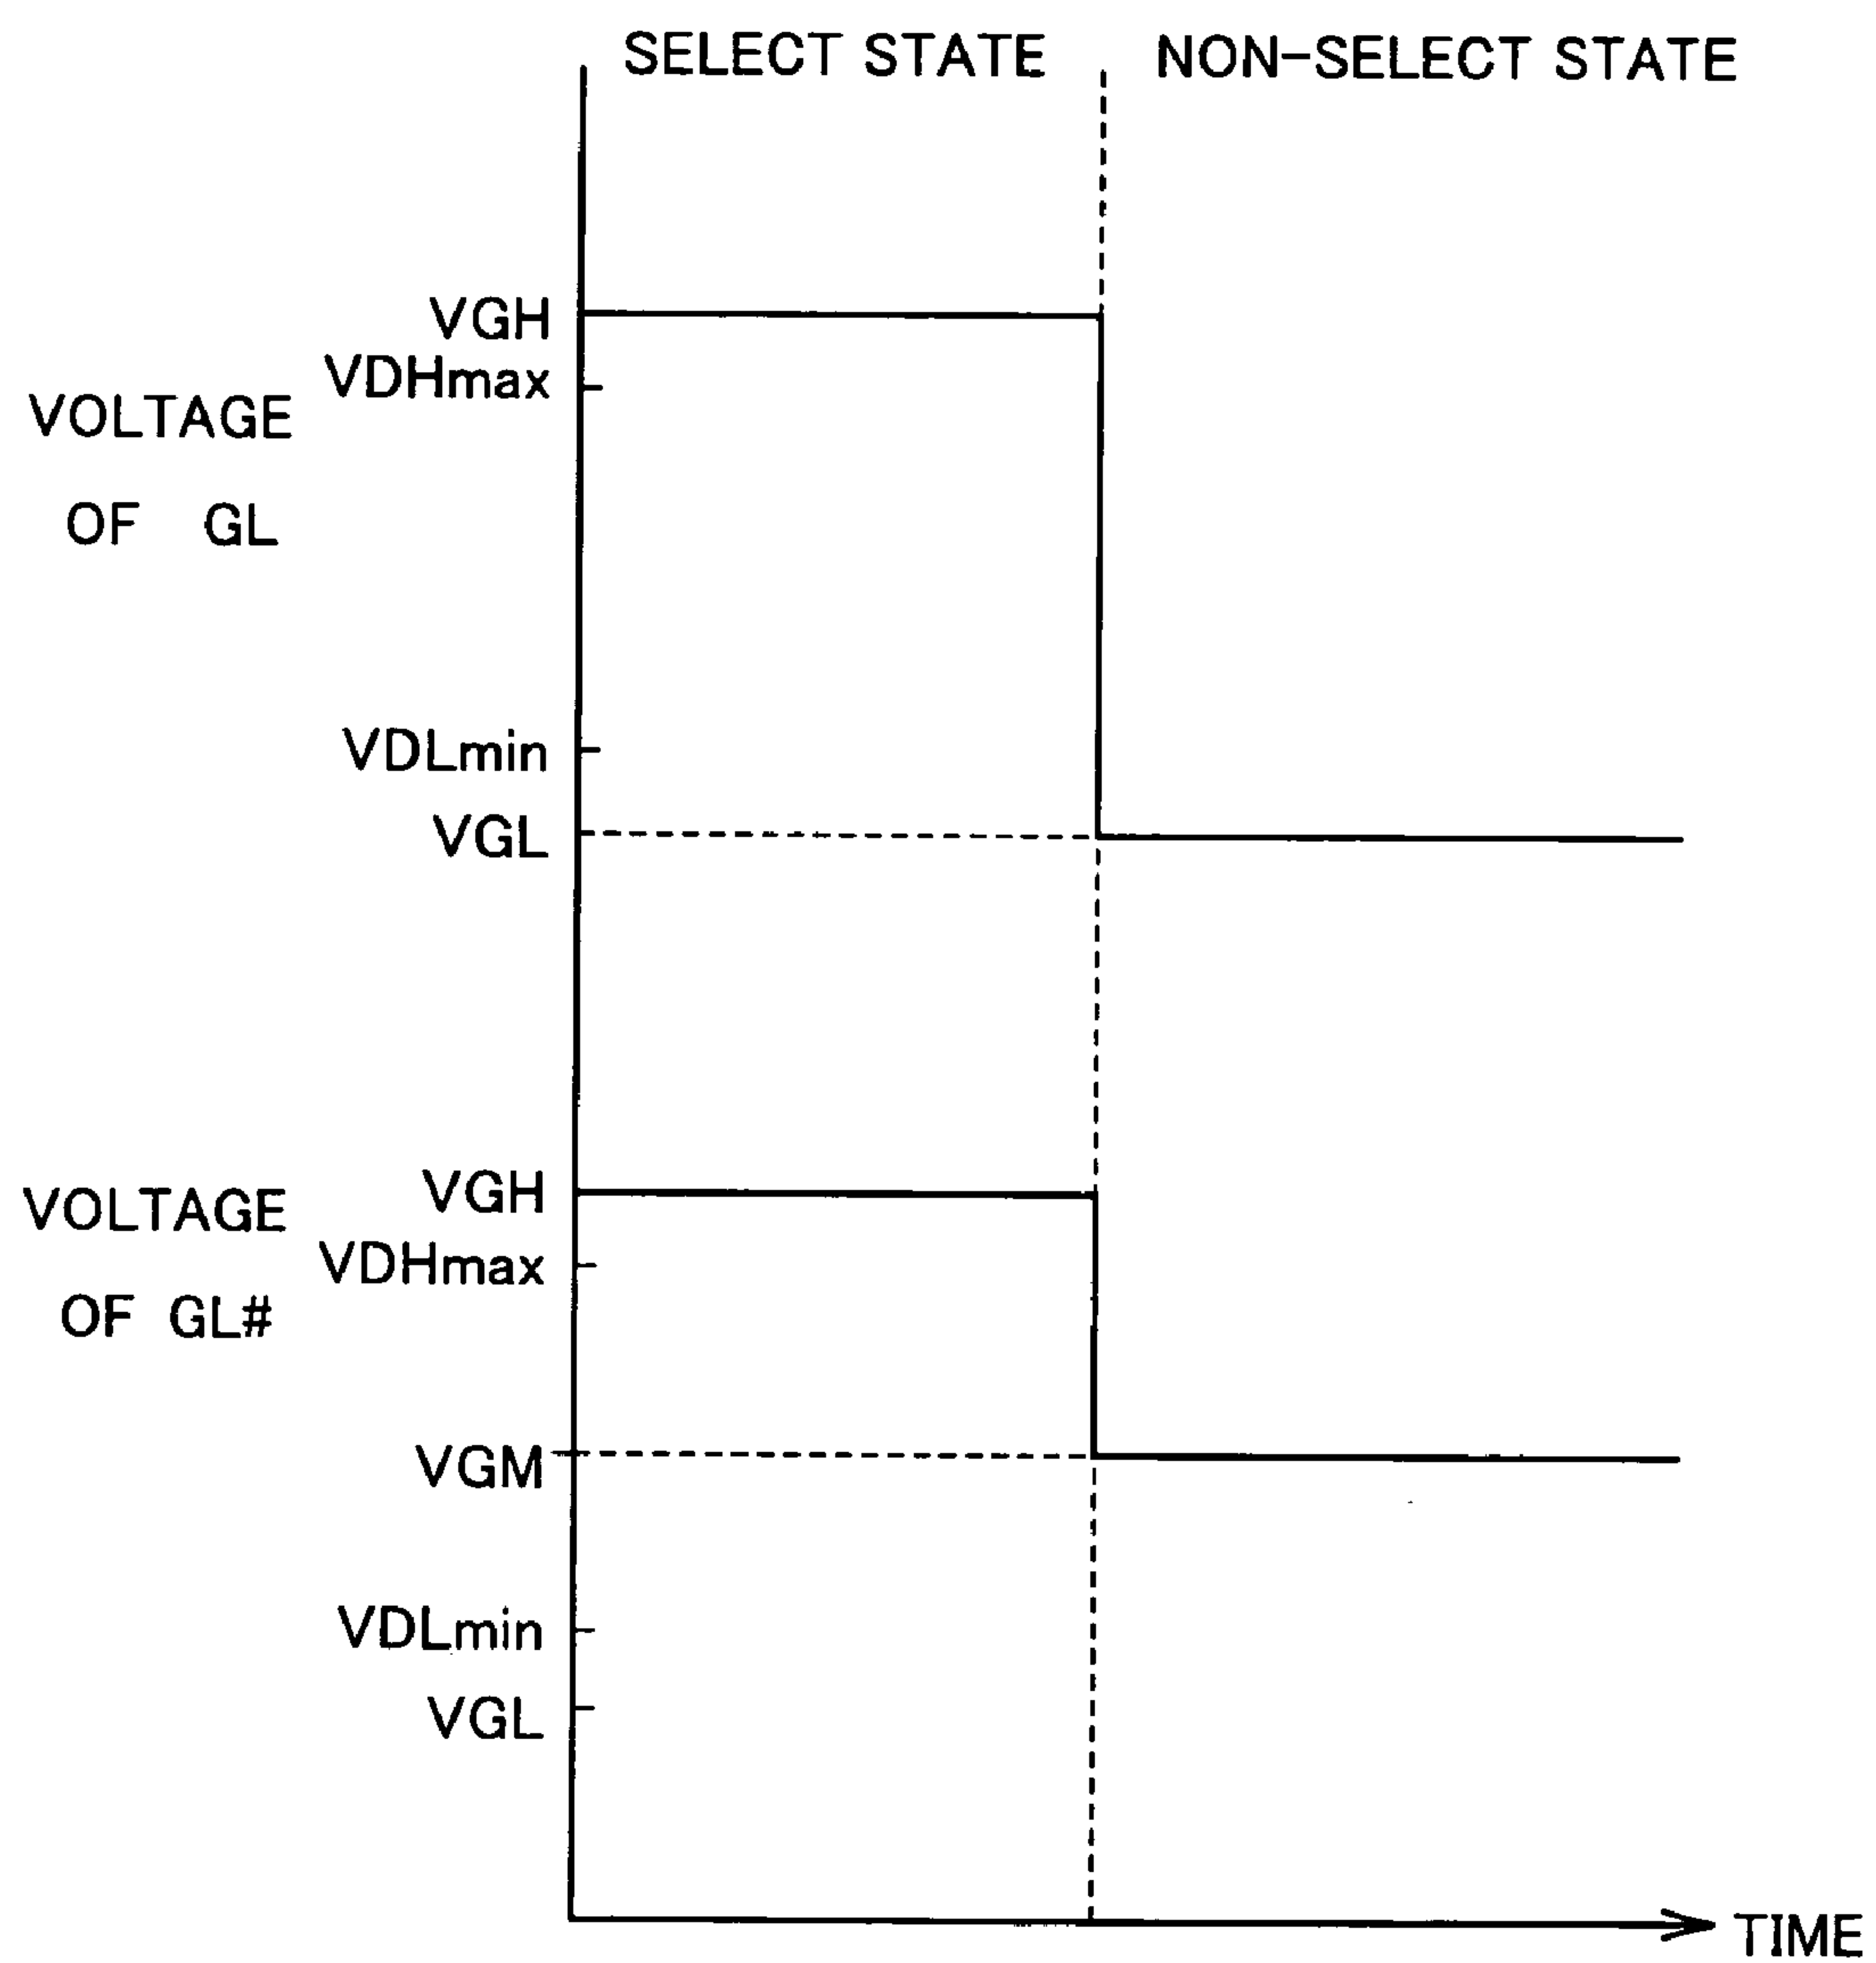 SELECT STATE
NON-SELECT STATE
VGH
VDHmax
VOLTAGE
OF GL
VDLmin
VGL
VGH
VOLTAGE
VDHmax
OF GL#
VGM
VDLmin
VGL
TIME